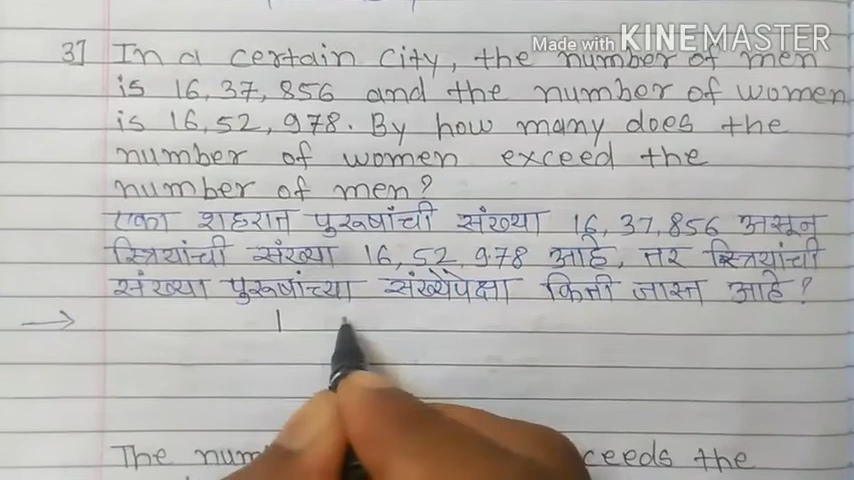 Made with KINEMASTER
3] In a certain city, the number of men
is 16,37,856 and the number of women
is 16,52,978. By how many does the
number of women exceed the
number of men?
एका शहरात पुरूषांची संख्या 16,37,856 असून
स्त्रियांची संख्या 16,52,978 आहे, तर स्त्रियांची
संख्या पुरूषांच्या संख्येपेक्षा किती जास्त आहे?
→ 1
The ceeds the